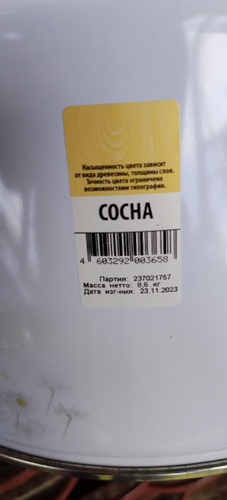 Насыщенность цвета зависит
от вида древесины, толщины слоя.
Точность цвета ограничена
возможностями типографии.
СОСНА
4 603292 003658
Партия: 237021767
Масса нетто: 8,6 кг
Дата изг-ния: 23.11.2023